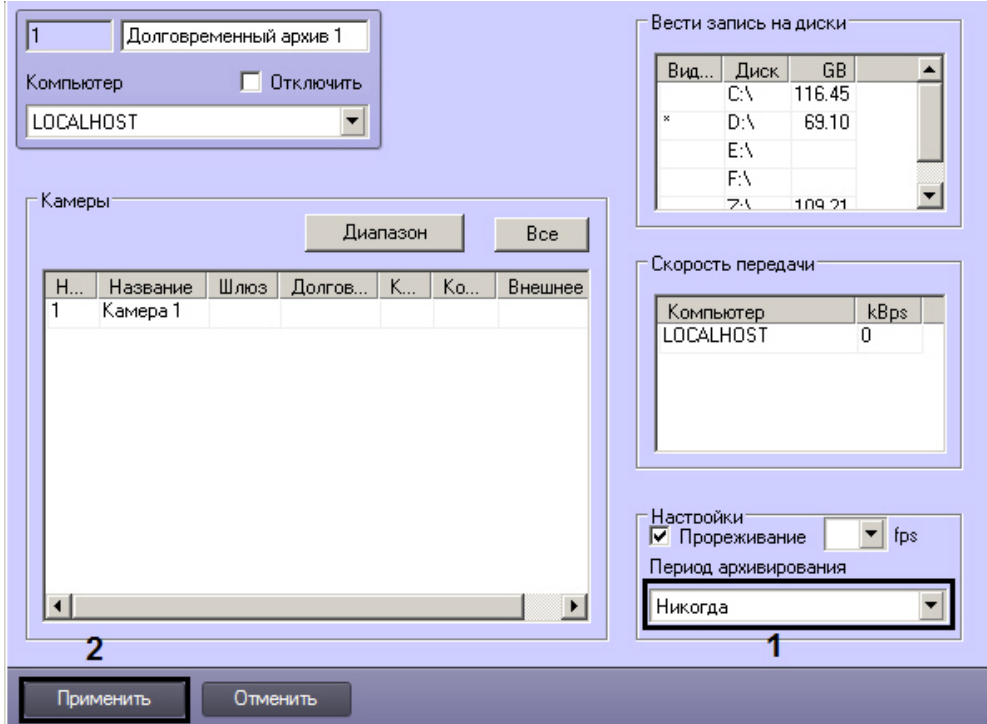 1 Долговременный архив 1
Компьютер Отключить
LOCALHOST
Вести запись на диски
Вид... Диск GB
C:\ 116.45
* D:\ 69.10
E:\
F:\
Z:\ 109.21
Камеры
Диапазон Все
Н... Название Шлюз Долгов... К... Ко... Внешнее
1 Камера 1
Скорость передачи
Компьютер kBps
LOCALHOST 0
Настройки
Прореживание fps
Период архивирования
Никогда
1
2
Применить Отменить